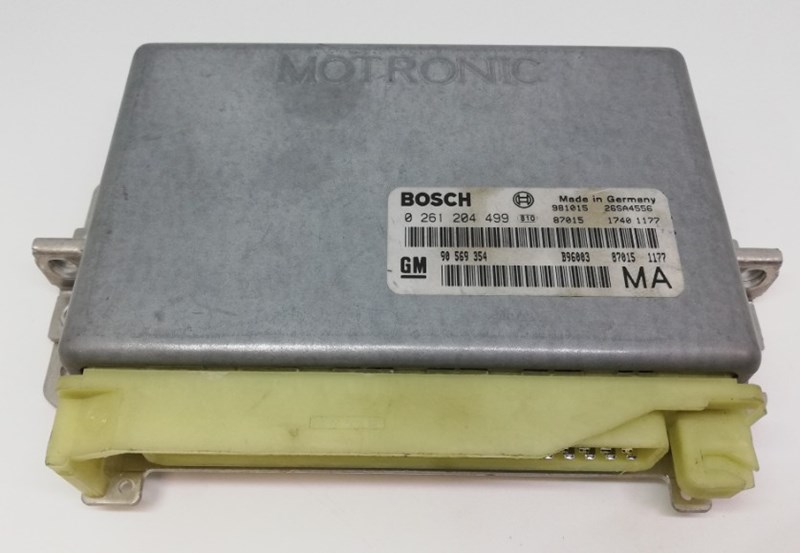 MOTRONIC
BOSCH Made in Germany
981015 26SA4556
0 261 204 499 B10 87015 1740 1177
GM 90 569 354 B96003 87015 1177
MA